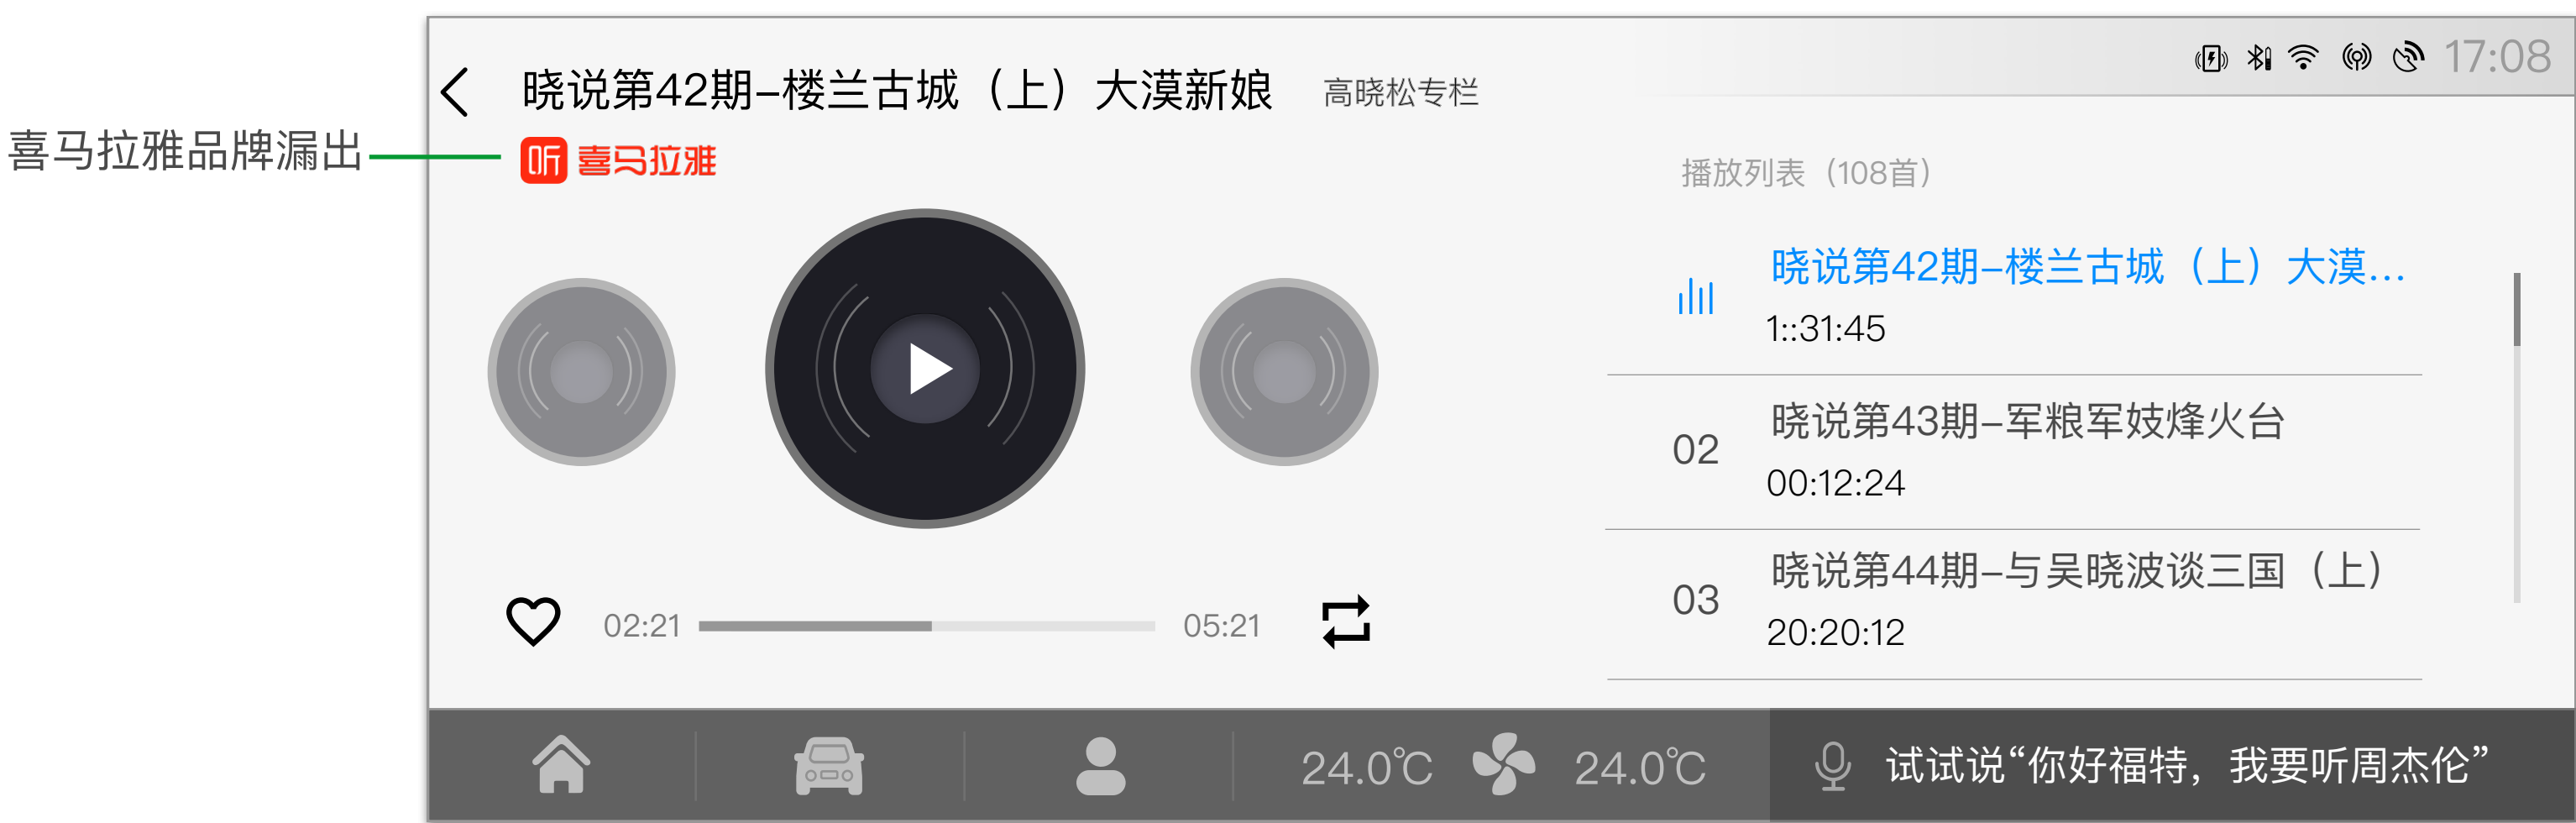 喜马拉雅品牌漏出
晓说第42期-楼兰古城（上）大漠新娘 高晓松专栏
听 喜马拉雅
17:08
播放列表（108首）
晓说第42期-楼兰古城（上）大漠...
1::31:45
02
晓说第43期-军粮军妓烽火台
00:12:24
03
晓说第44期-与吴晓波谈三国（上）
20:20:12
02:21
05:21
24.0℃
24.0℃
试试说“你好福特，我要听周杰伦”